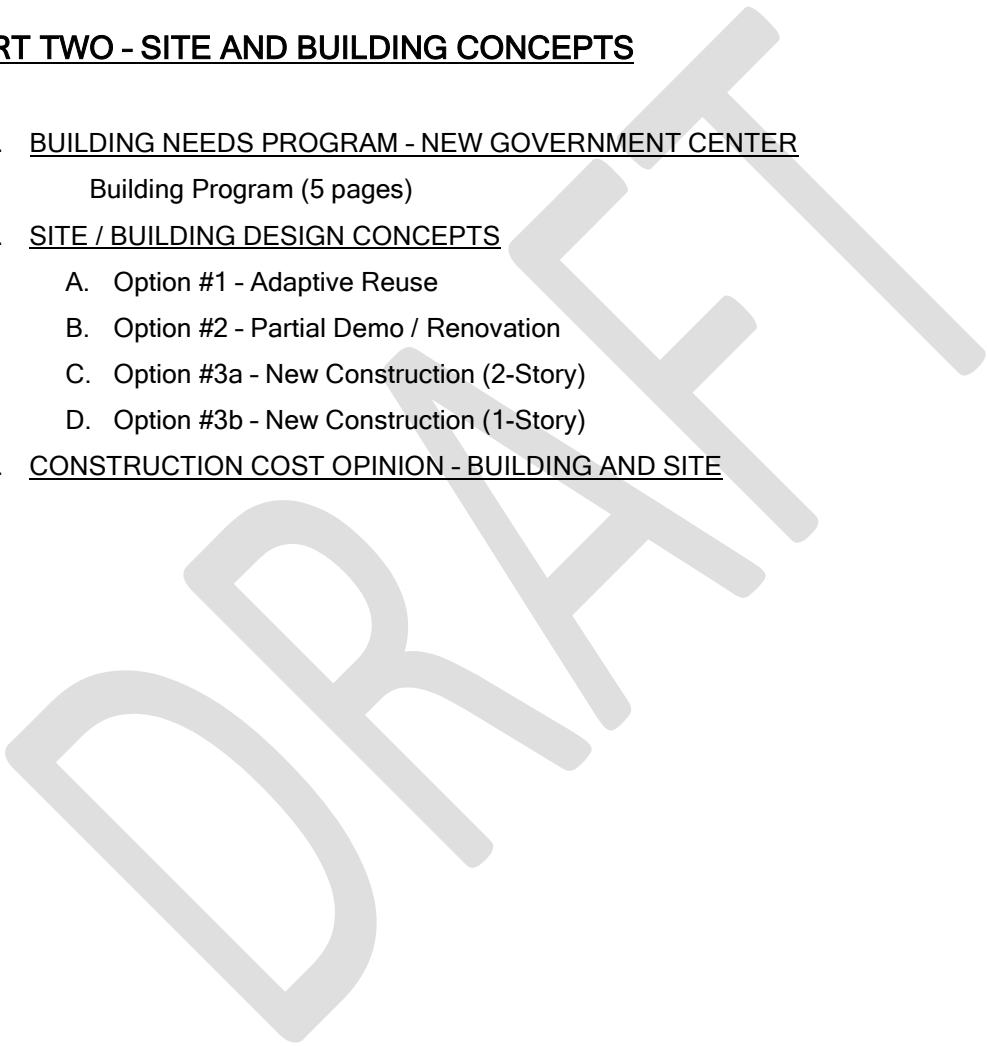 RT TWO – SITE AND BUILDING CONCEPTS
. BUILDING NEEDS PROGRAM – NEW GOVERNMENT CENTER
Building Program (5 pages)
. SITE / BUILDING DESIGN CONCEPTS
A. Option #1 – Adaptive Reuse
B. Option #2 – Partial Demo / Renovation
C. Option #3a – New Construction (2-Story)
D. Option #3b – New Construction (1-Story)
. CONSTRUCTION COST OPINION – BUILDING AND SITE
DRAFT